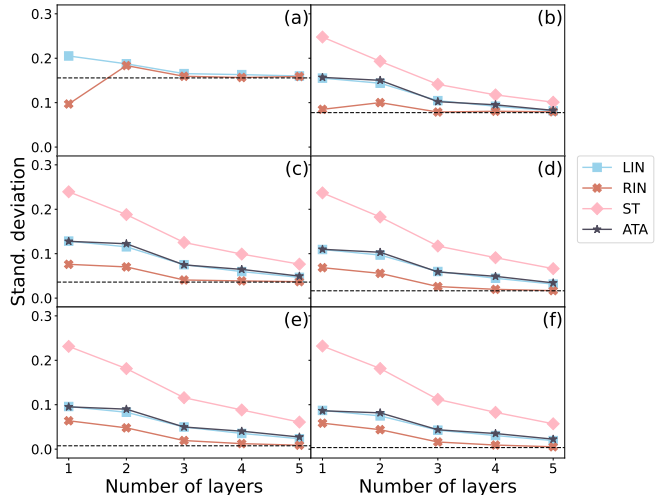 (a)
(b)
0.3
0.2
0.1
0.0
(c)
(d)
0.3
0.2
0.1
0.0
(e)
(f)
0.3
0.2
0.1
0.0
1 2 3 4 5
1 2 3 4 5
Number of layers
Number of layers
Stand. deviation
LIN
RIN
ST
ATA